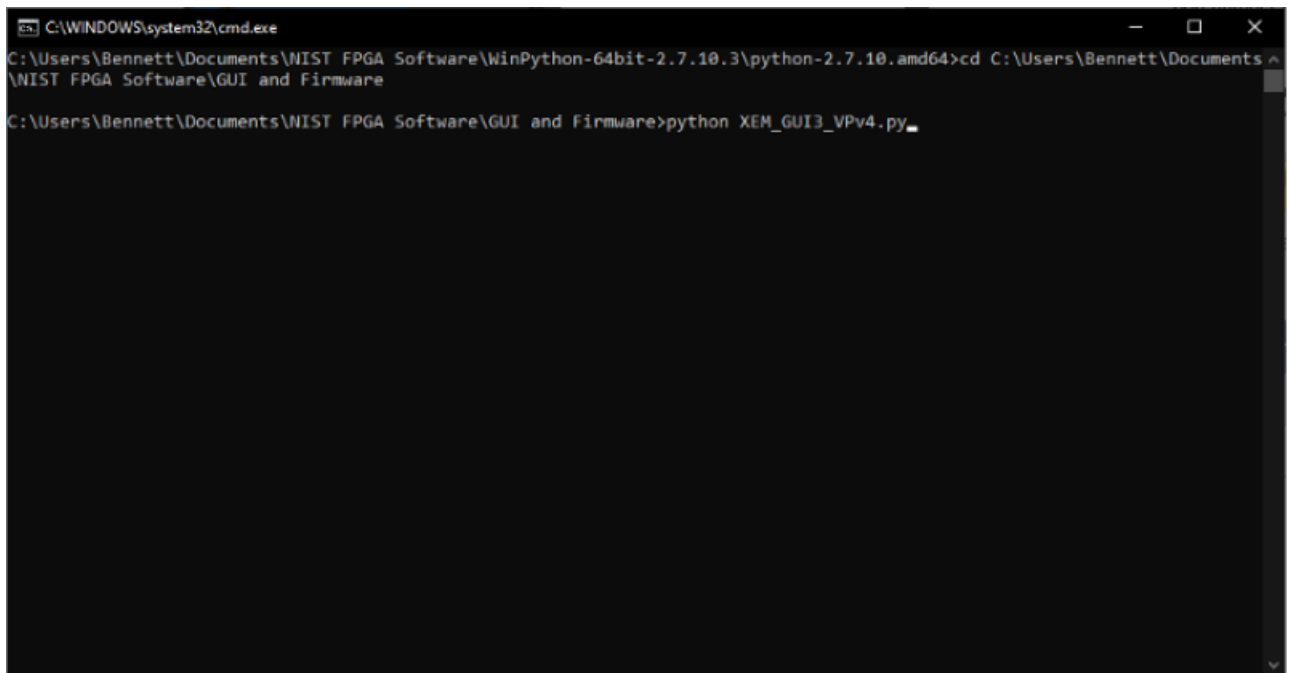 C:\WINDOWS\system32\cmd.exe
C:\Users\Bennett\Documents\NIST FPGA Software\WinPython-64bit-2.7.10.3\python-2.7.10.amd64>cd C:\Users\Bennett\Documents
\NIST FPGA Software\GUI and Firmware
C:\Users\Bennett\Documents\NIST FPGA Software\GUI and Firmware>python XEM_GUI3_VPv4.py